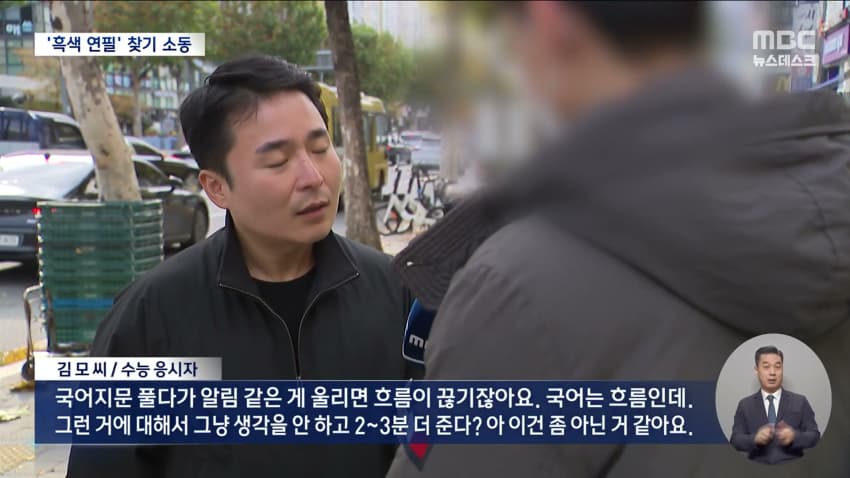 '흑색 연필' 찾기 소동
MBC
뉴스데스크
mbc
김 모 씨 / 수능 응시자
국어지문 풀다가 알림 같은 게 울리면 흐름이 끊기잖아요. 국어는 흐름인데.
그런 거에 대해서 그냥 생각을 안 하고 2~3분 더 준다? 아 이건 좀 아닌 거 같아요.